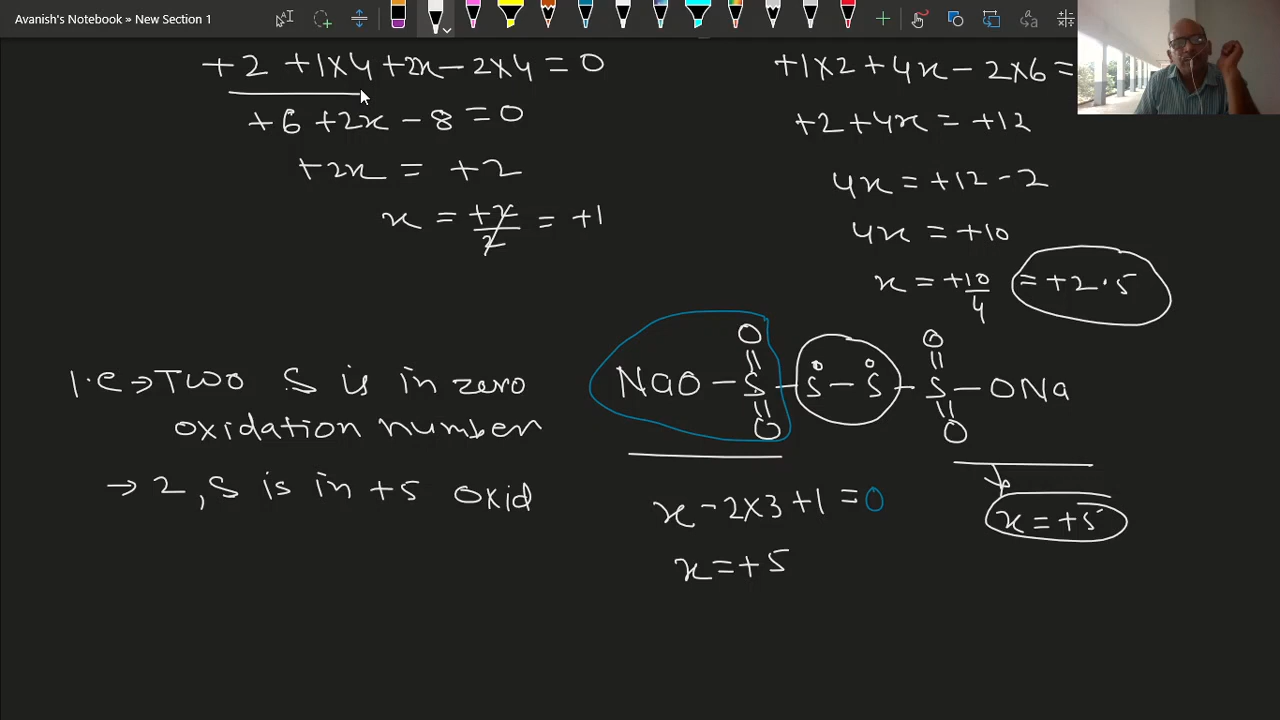 Avanish's Notebook » New Section 1
+2 +1x4 +2x - 2x4 = 0
+6 +2x - 8 = 0
+2x = +2
x = +2/2 = +1
+1x2 + 4x - 2x6 =
+2 + 4x = +12
4x = +12 - 2
4x = +10
x = +10/4 = +2.5
I.e → Two S is in zero
oxidation number
→ 2, S is in +5 oxid
O O
NaO - S - S - S - S - ONa
O O
x - 2x3 + 1 = 0
x = +5
x = +5